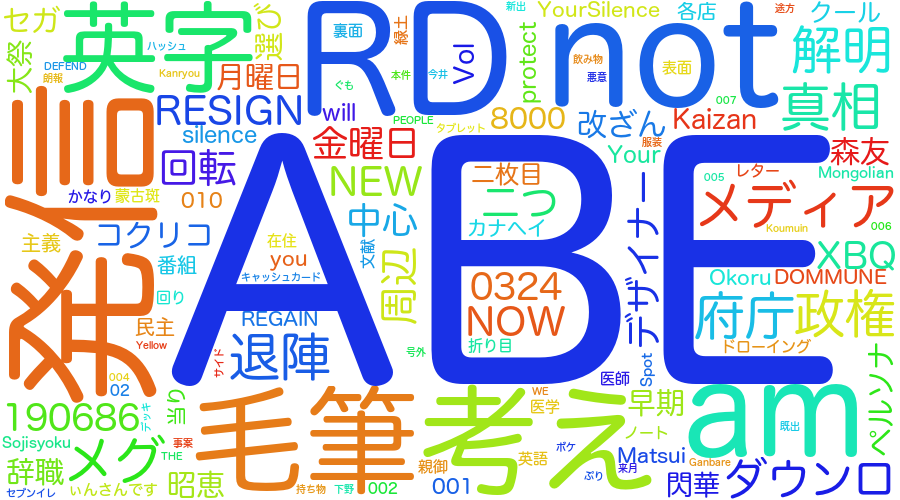 セガ
大祭
英字
選び
ハッシュ
DEFEND
朗報
Kanryou
月曜日
RD
裏面
緑土
Vol
ぐも
本件
今井
not
新出
YourSilence
各店
途方
クール
protect
飲み物
悪意
表面
解明
007
真相
発信
RESIGN
will
silence
金曜日
PEOPLE
タブレット
8000
改ざん
服装
Kaizan
森友
Your
Mongolian
回転
かなり
蒙古斑
010
NEW
ABE
二枚目
二つ
カナヘイ
デザイナー
005
レター
メディア
006
Koumuin
主義
コクリコ
在住
you
中心
文献
番組
キャッシュカード
周辺
XBQ
Okoru
DOMMUNE
回り
0324
REGAIN
NOW
府庁
政権
民主
Yellow
退陣
サイド
号外
折り目
ドローイング
004
02
医師
Spot
ペルソナ
190686
デッキ
当り
毛筆
考え
WE
医学
早期
am
既出
Sojisyoku
メグ
事案
THE
ノート
辞職
昭恵
親御
英語
ポケ
Matsui
Ganbare
セブンイレ
いんさんです
持ち物
下野
002
001
ぷり
来月
閃華
ダウンロ